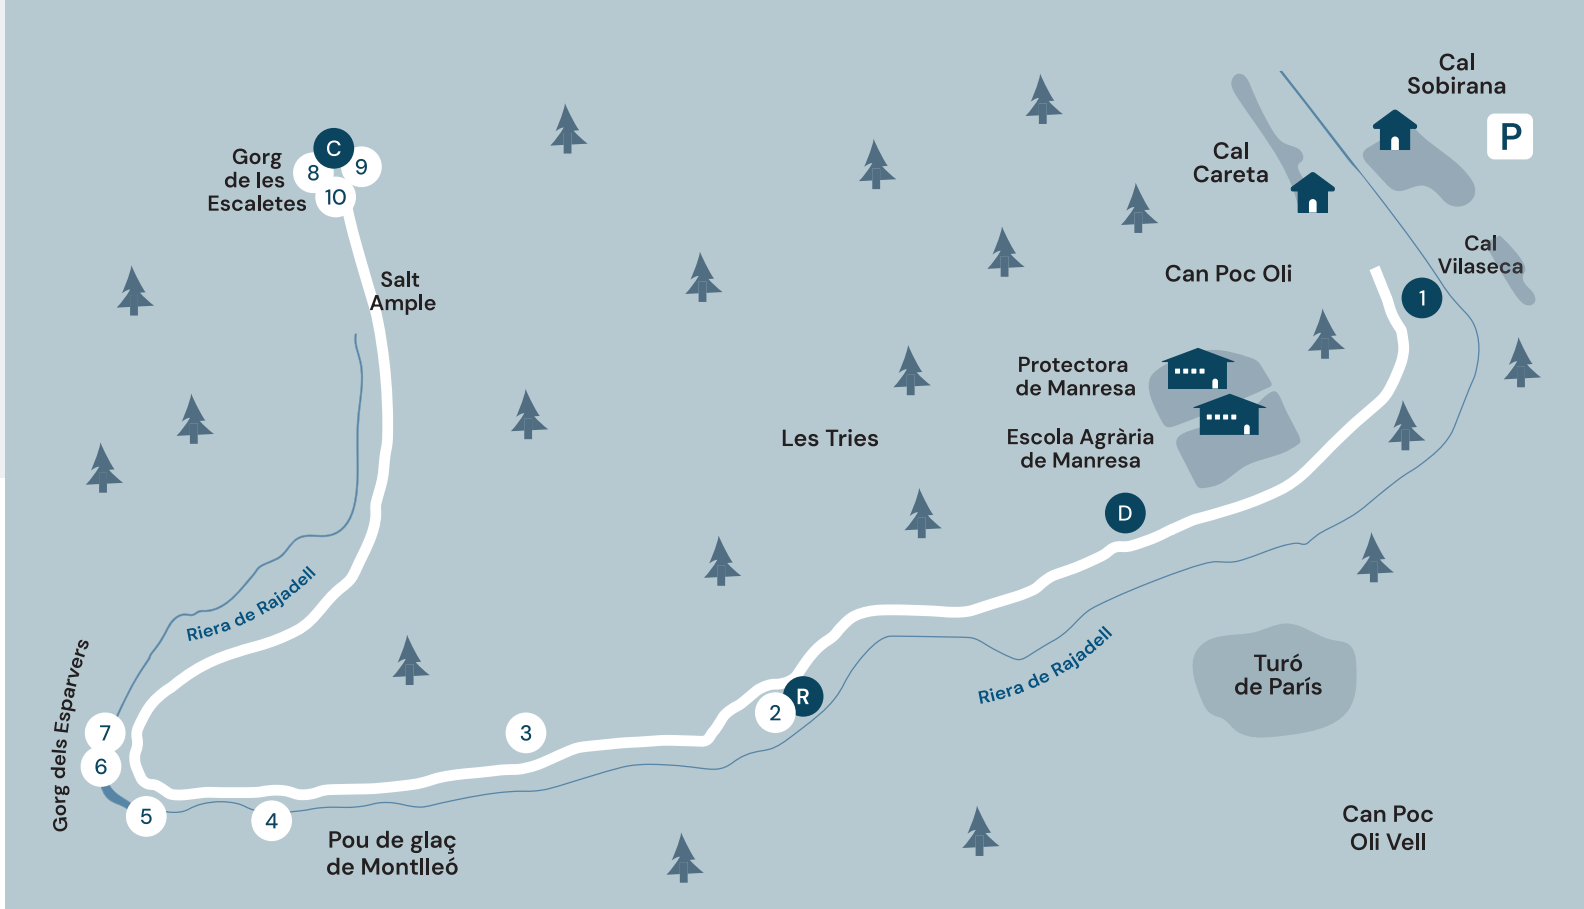 Cal
Sobirana
P
Cal
Careta
C
Gorg
de les
Escaletes
8
9
10
Cal
Vilaseca
Can Poc Oli
Salt
Ample
1
Protectora
de Manresa
Les Tries
Escola Agrària
de Manresa
D
Riera de Rajadell
Riera de Rajadell
Turó
de París
Gorg dels Esparvers
7
6
5
4
3
2
R
Pou de glaç
de Montlleó
Can Poc
Oli Vell